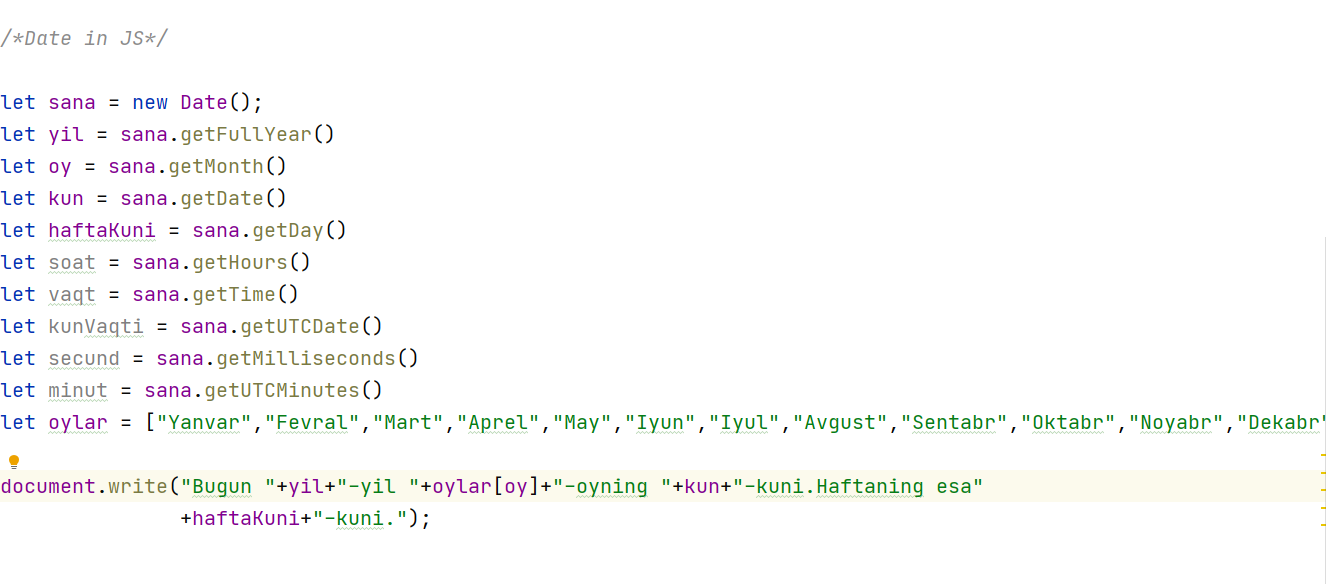 /*Date in JS*/
let sana = new Date();
let yil = sana.getFullYear()
let oy = sana.getMonth()
let kun = sana.getDate()
let haftaKuni = sana.getDay()
let soat = sana.getHours()
let vaqt = sana.getTime()
let kunVaqti = sana.getUTCDate()
let secund = sana.getMilliseconds()
let minut = sana.getUTCMinutes()
let oylar = ["Yanvar","Fevral","Mart","Aprel","May","Iyun","Iyul","Avgust","Sentabr","Oktabr","Noyabr","Dekabr"
document.write("Bugun "+yil+"-yil "+oylar[oy]+"-oyning "+kun+"-kuni.Haftaning esa"
+haftaKuni+"-kuni.");